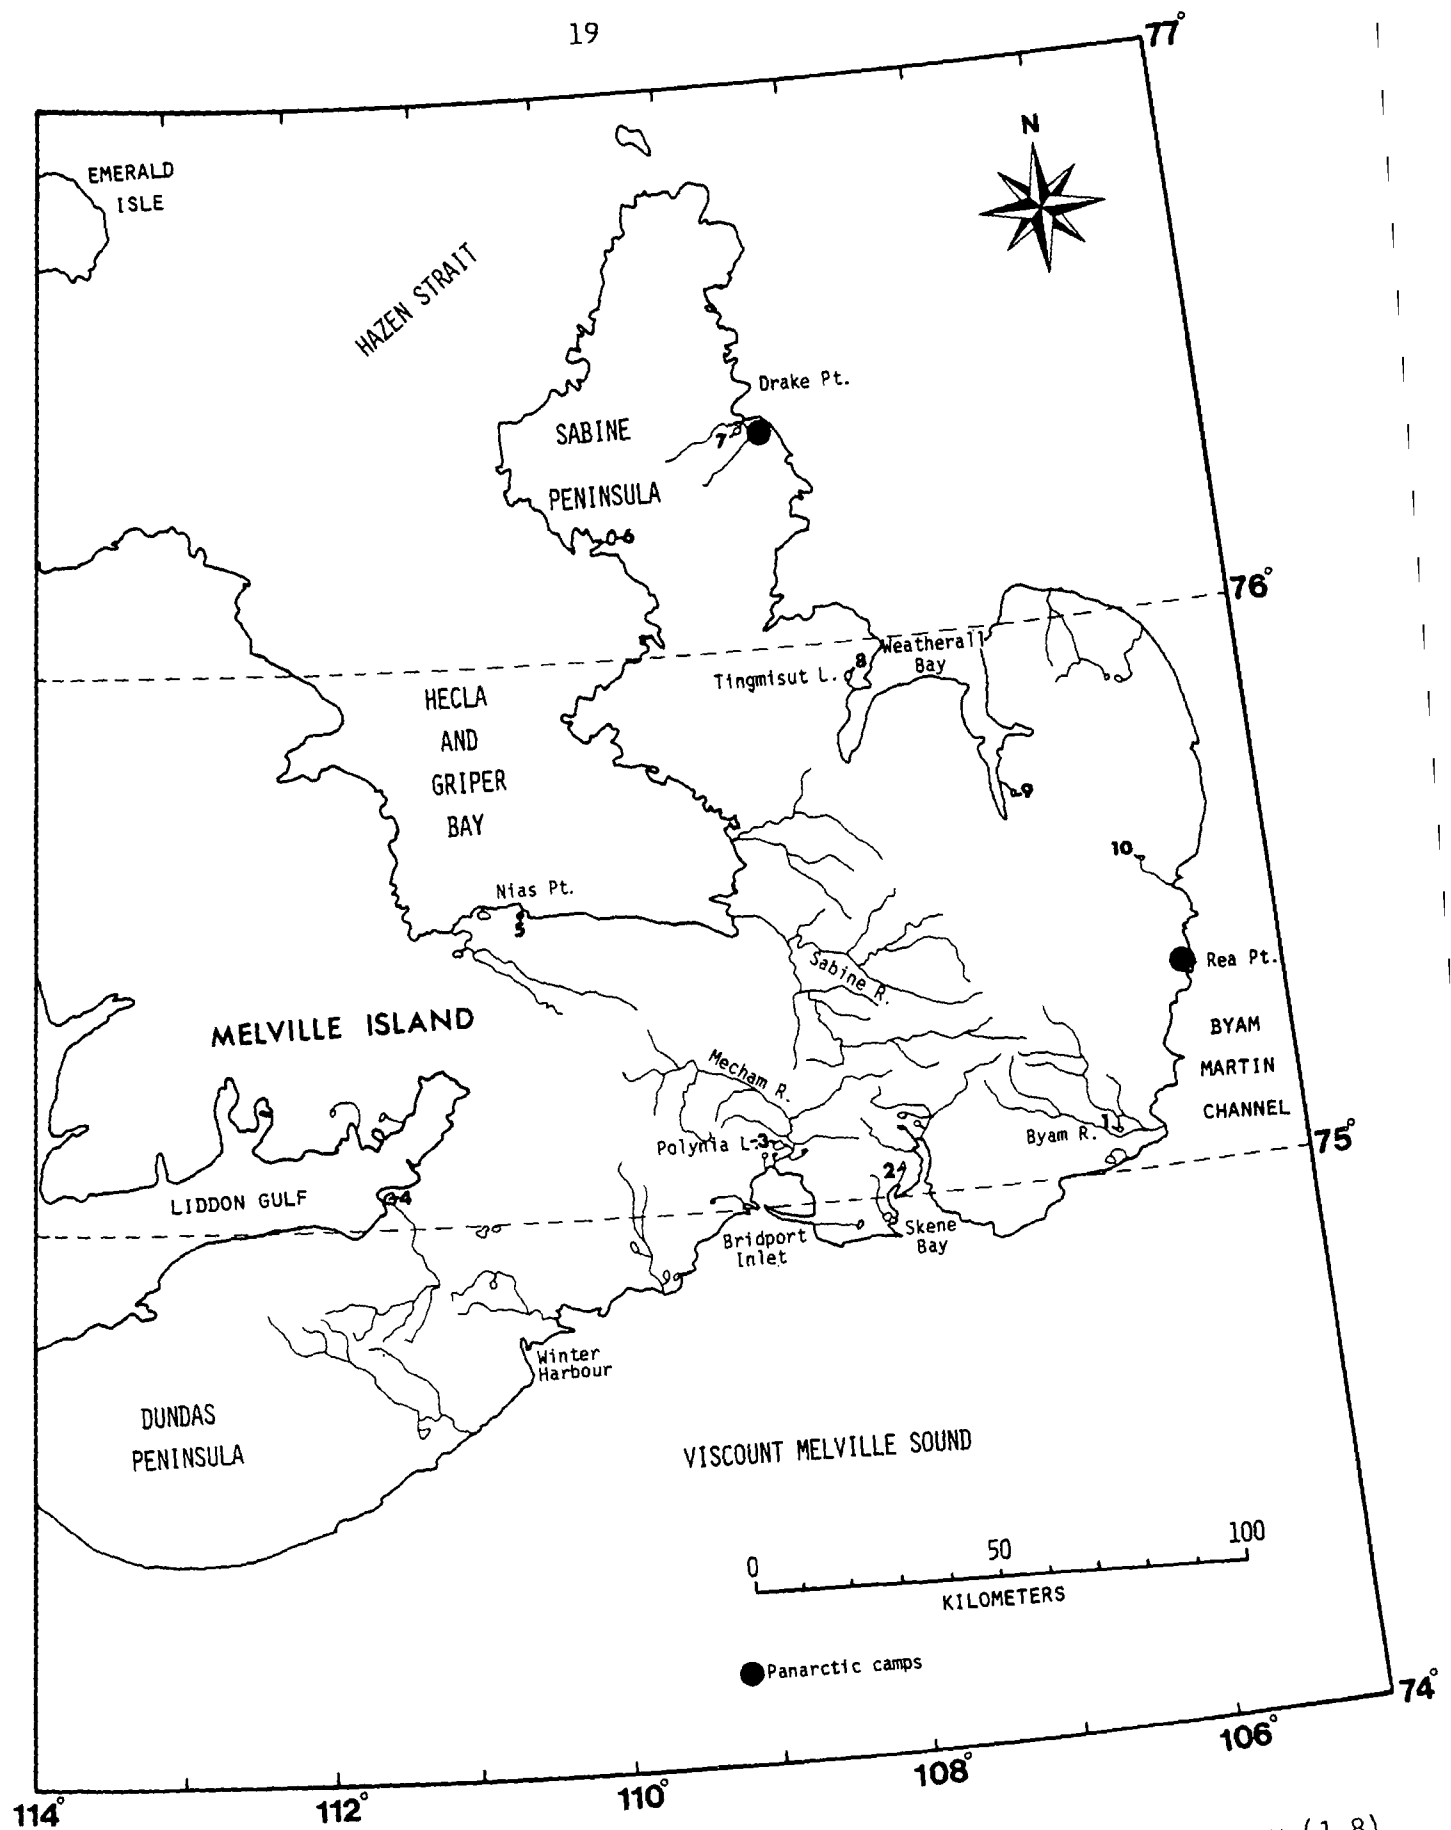 19
77°
N
EMERALD
ISLE
HAZEN STRAIT
Drake Pt.
SABINE
7
PENINSULA
6
76°
Weatherall
Bay
8
Tingmisut L.
HECLA
AND
GRIPER
BAY
9
10
Nias Pt.
5
Sabine R.
Rea Pt.
MELVILLE ISLAND
BYAM
MARTIN
CHANNEL
Mecham R.
1
Byam R.
75°
Polynia L.
3
2
LIDDON GULF
4
Skene
Bay
Bridport
Inlet
Winter
Harbour
DUNDAS
PENINSULA
VISCOUNT MELVILLE SOUND
0 50 100
KILOMETERS
Panarctic camps
74°
106°
108°
110°
112°
114°
(1-8)